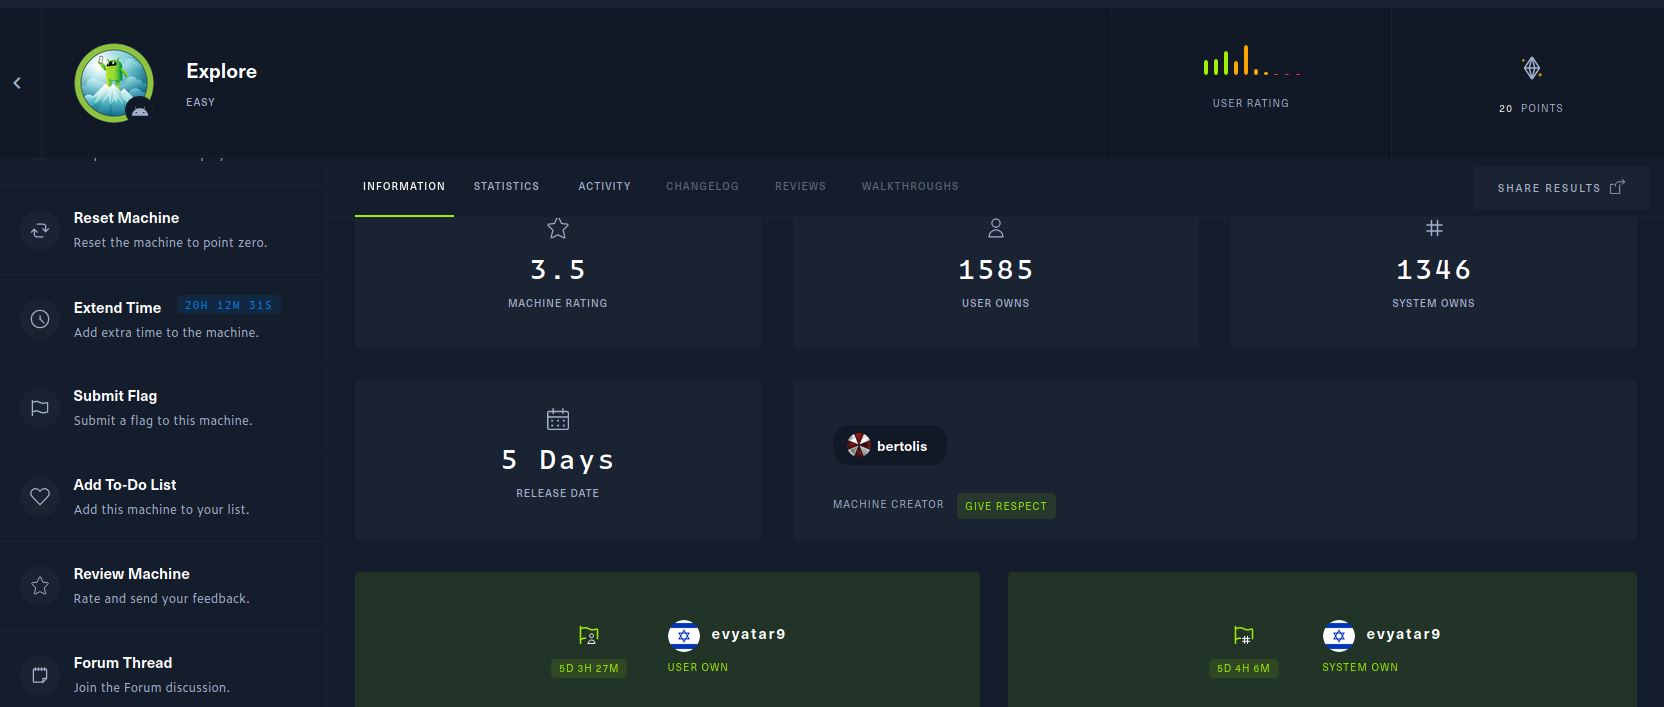 Explore
EASY
USER RATING
20 POINTS
INFORMATION STATISTICS ACTIVITY CHANGELOG REVIEWS WALKTHROUGHS
SHARE RESULTS
Reset Machine
Reset the machine to point zero.
Extend Time 20H 12M 31S
Add extra time to the machine.
Submit Flag
Submit a flag to this machine.
Add To-Do List
Add this machine to your list.
Review Machine
Rate and send your feedback.
Forum Thread
Join the Forum discussion.
3.5
MACHINE RATING
1585
USER OWNS
1346
SYSTEM OWNS
5 Days
RELEASE DATE
bertolis
MACHINE CREATOR GIVE RESPECT
evyatar9
5D 3H 27M USER OWN
evyatar9
5D 4H 6M SYSTEM OWN